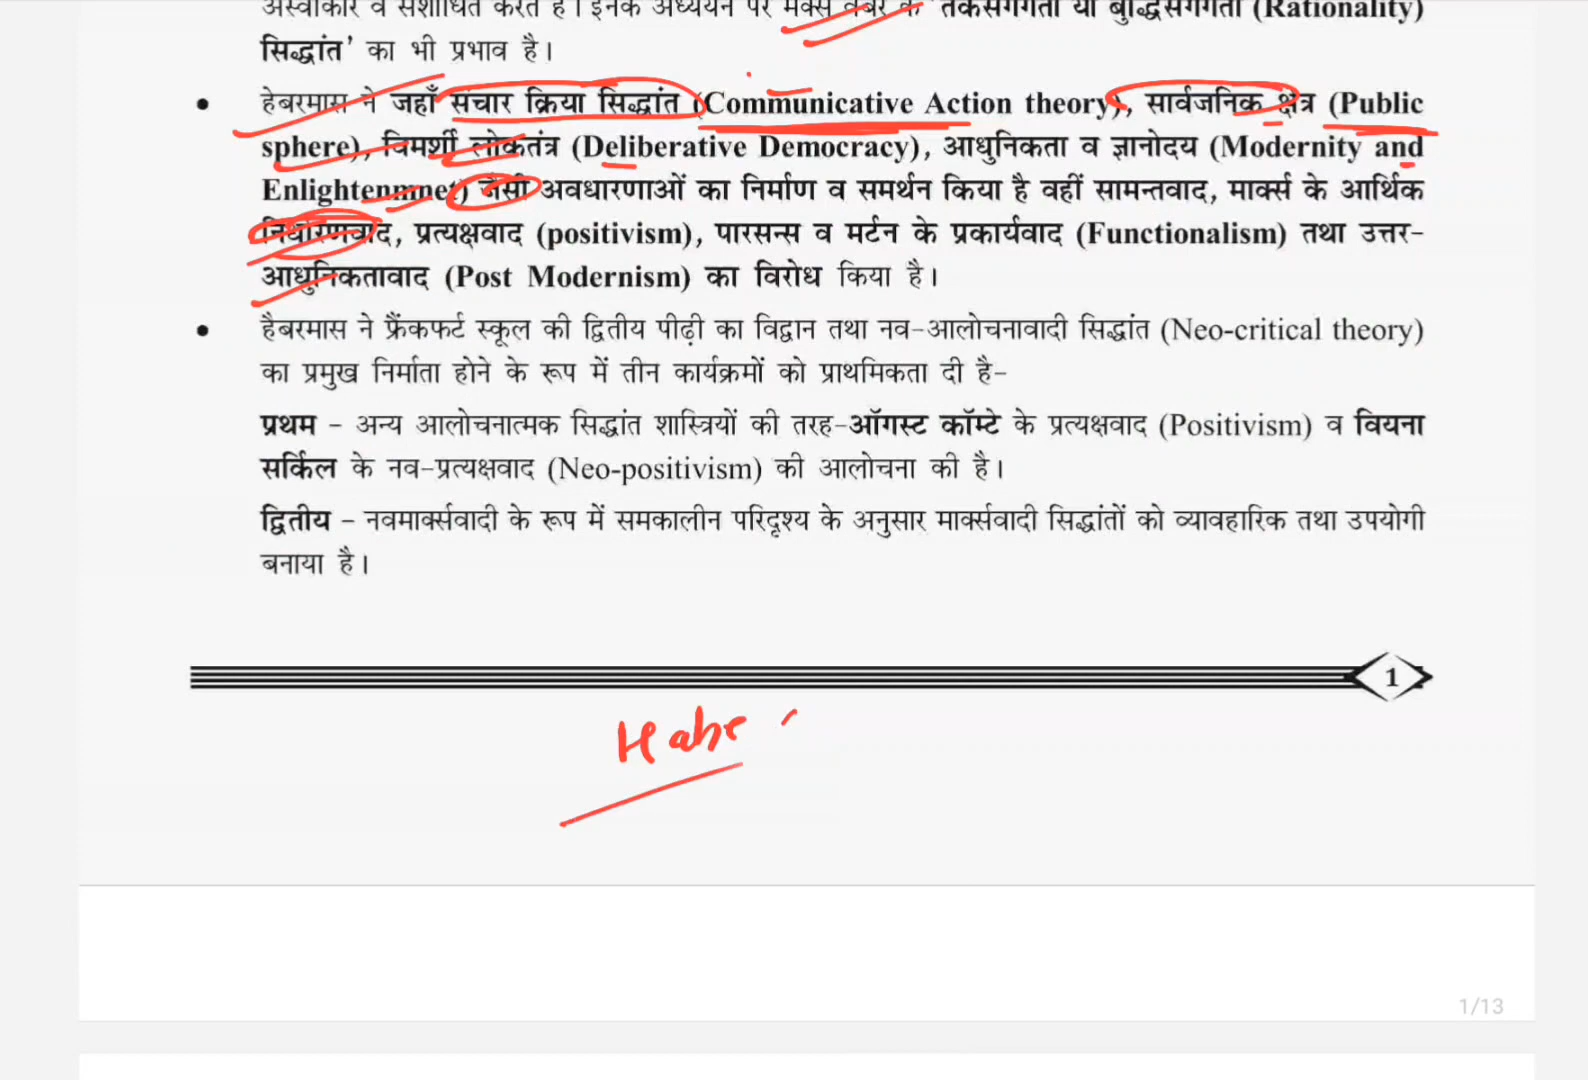 अस्वीकार व संशोधित करते हैं। इनके अध्ययन पर मैक्स वेबर के 'तर्कसंगगता या बुद्धिसंगगता (Rationality)
सिद्धांत' का भी प्रभाव है।
• हेबरमास ने जहाँ संचार क्रिया सिद्धांत (Communicative Action theory), सार्वजनिक क्षेत्र (Public
sphere), विमर्शी लोकतंत्र (Deliberative Democracy), आधुनिकता व ज्ञानोदय (Modernity and
Enlightenmnet) जैसी अवधारणाओं का निर्माण व समर्थन किया है वहीं सामन्तवाद, मार्क्स के आर्थिक
निर्धारणवाद, प्रत्यक्षवाद (positivism), पारसन्स व मर्टन के प्रकार्यवाद (Functionalism) तथा उत्तर-
आधुनिकतावाद (Post Modernism) का विरोध किया है।
• हैबरमास ने फ्रैंकफर्ट स्कूल की द्वितीय पीढ़ी का विद्वान तथा नव-आलोचनावादी सिद्धांत (Neo-critical theory)
का प्रमुख निर्माता होने के रूप में तीन कार्यक्रमों को प्राथमिकता दी है-
प्रथम - अन्य आलोचनात्मक सिद्धांत शास्त्रियों की तरह-ऑगस्ट कॉम्टे के प्रत्यक्षवाद (Positivism) व वियना
सर्किल के नव-प्रत्यक्षवाद (Neo-positivism) की आलोचना की है।
द्वितीय - नवमार्क्सवादी के रूप में समकालीन परिदृश्य के अनुसार मार्क्सवादी सिद्धांतों को व्यावहारिक तथा उपयोगी
बनाया है।
1
Habe
1/13